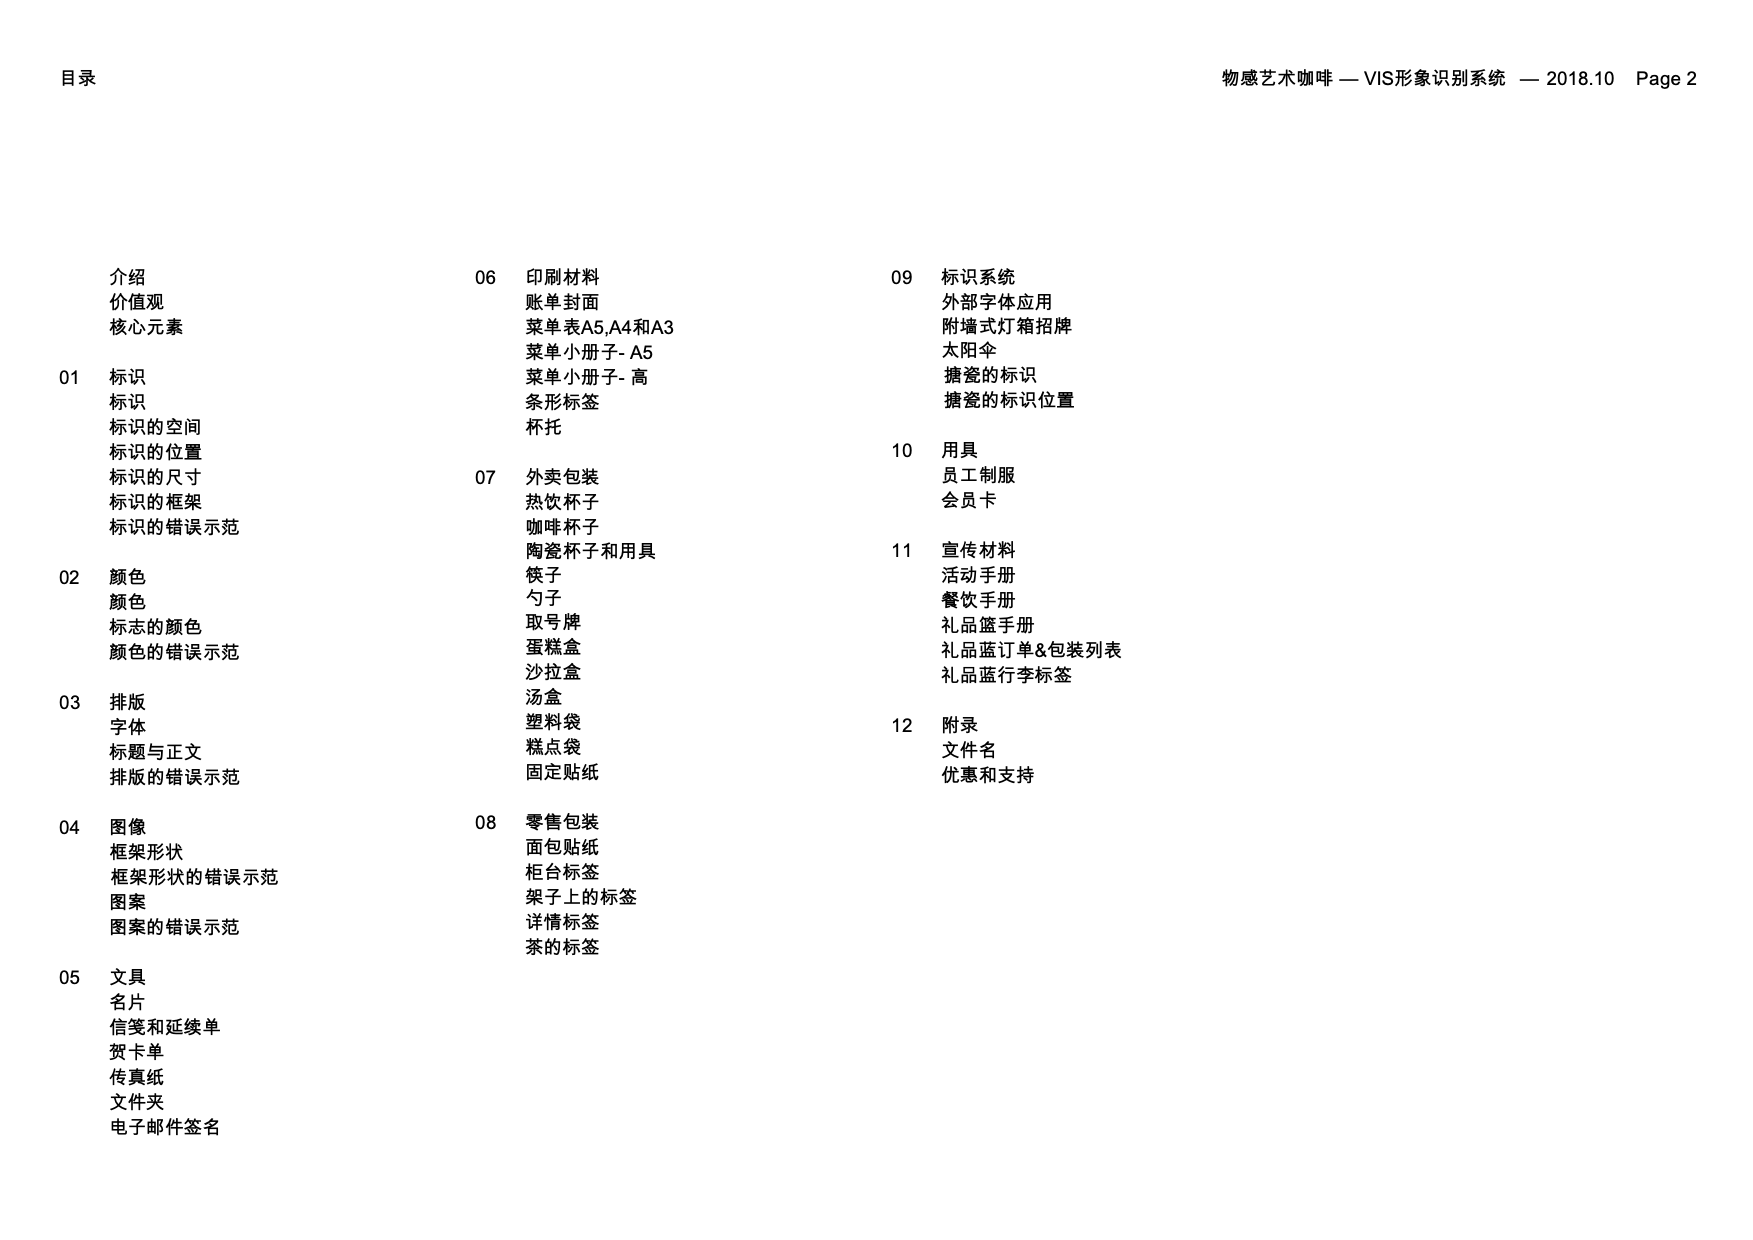 目录
物感艺术咖啡 — VIS形象识别系统 — 2018.10 Page 2
介绍
价值观
核心元素
01 标识
标识
标识的空间
标识的位置
标识的尺寸
标识的框架
标识的错误示范
02 颜色
颜色
标志的颜色
颜色的错误示范
03 排版
字体
标题与正文
排版的错误示范
04 图像
框架形状
框架形状的错误示范
图案
图案的错误示范
05 文具
名片
信笺和延续单
贺卡单
传真纸
文件夹
电子邮件签名
06 印刷材料
账单封面
菜单表A5,A4和A3
菜单小册子- A5
菜单小册子- 高
条形标签
杯托
07 外卖包装
热饮杯子
咖啡杯子
陶瓷杯子和用具
筷子
勺子
取号牌
蛋糕盒
沙拉盒
汤盒
塑料袋
糕点袋
固定贴纸
08 零售包装
面包贴纸
柜台标签
架子上的标签
详情标签
茶的标签
09 标识系统
外部字体应用
附墙式灯箱招牌
太阳伞
搪瓷的标识
搪瓷的标识位置
10 用具
员工制服
会员卡
11 宣传材料
活动手册
餐饮手册
礼品篮手册
礼品蓝订单&包装列表
礼品蓝行李标签
12 附录
文件名
优惠和支持